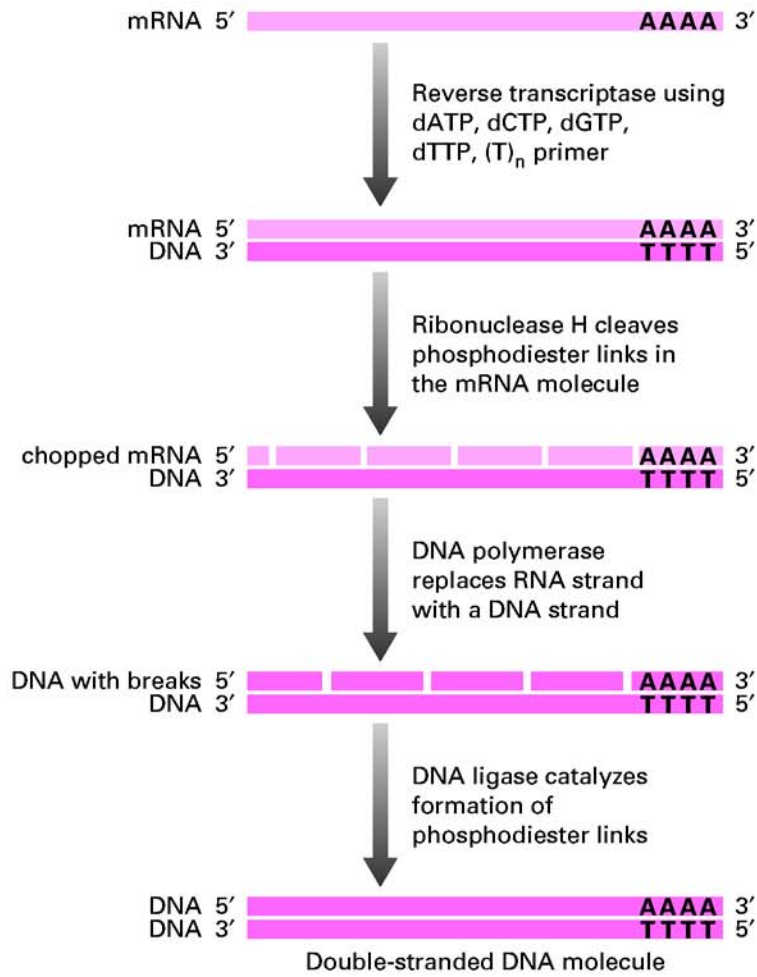 mRNA 5′ AAAA 3′
Reverse transcriptase using
dATP, dCTP, dGTP,
dTTP, (T)n primer
mRNA 5′ AAAA 3′
DNA 3′ TTTT 5′
Ribonuclease H cleaves
phosphodiester links in
the mRNA molecule
chopped mRNA 5′ AAAA 3′
DNA 3′ TTTT 5′
DNA polymerase
replaces RNA strand
with a DNA strand
DNA with breaks 5′ AAAA 3′
DNA 3′ TTTT 5′
DNA ligase catalyzes
formation of
phosphodiester links
DNA 5′ AAAA 3′
DNA 3′ TTTT 5′
Double-stranded DNA molecule